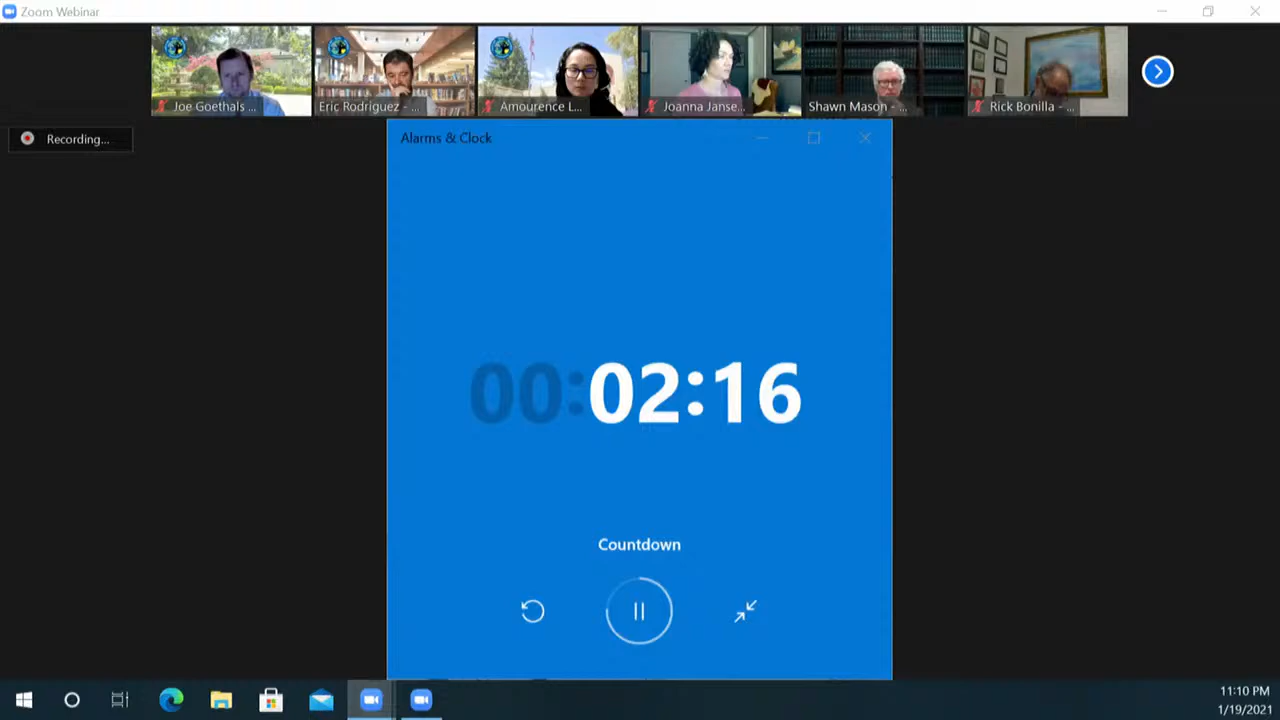 Zoom Webinar
Joe Goethals ...
Eric Rodriguez - ...
Amourence L...
Joanna Janse...
Shawn Mason - ...
Rick Bonilla - ...
Recording...
Alarms & Clock
00:02:16
Countdown
11:10 PM
1/19/2021